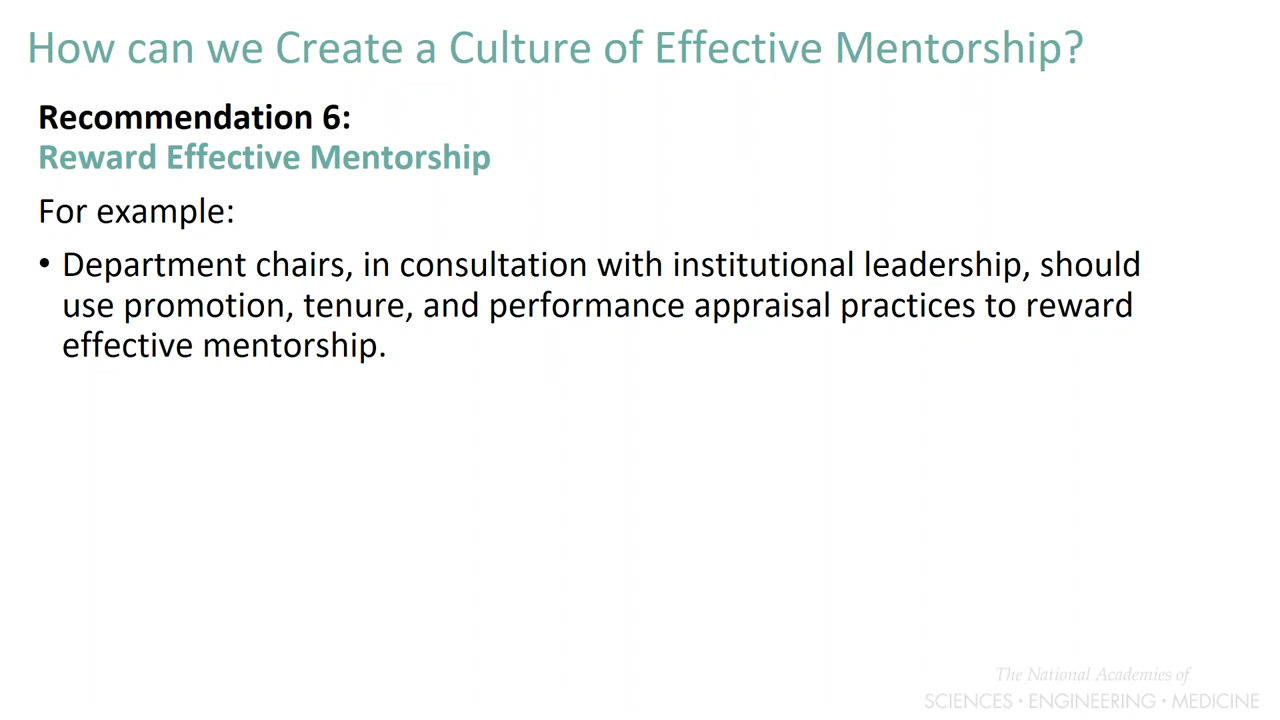 How can we Create a Culture of Effective Mentorship?
Recommendation 6:
Reward Effective Mentorship
For example:
• Department chairs, in consultation with institutional leadership, should
use promotion, tenure, and performance appraisal practices to reward
effective mentorship.
The National Academies of
SCIENCES · ENGINEERING · MEDICINE